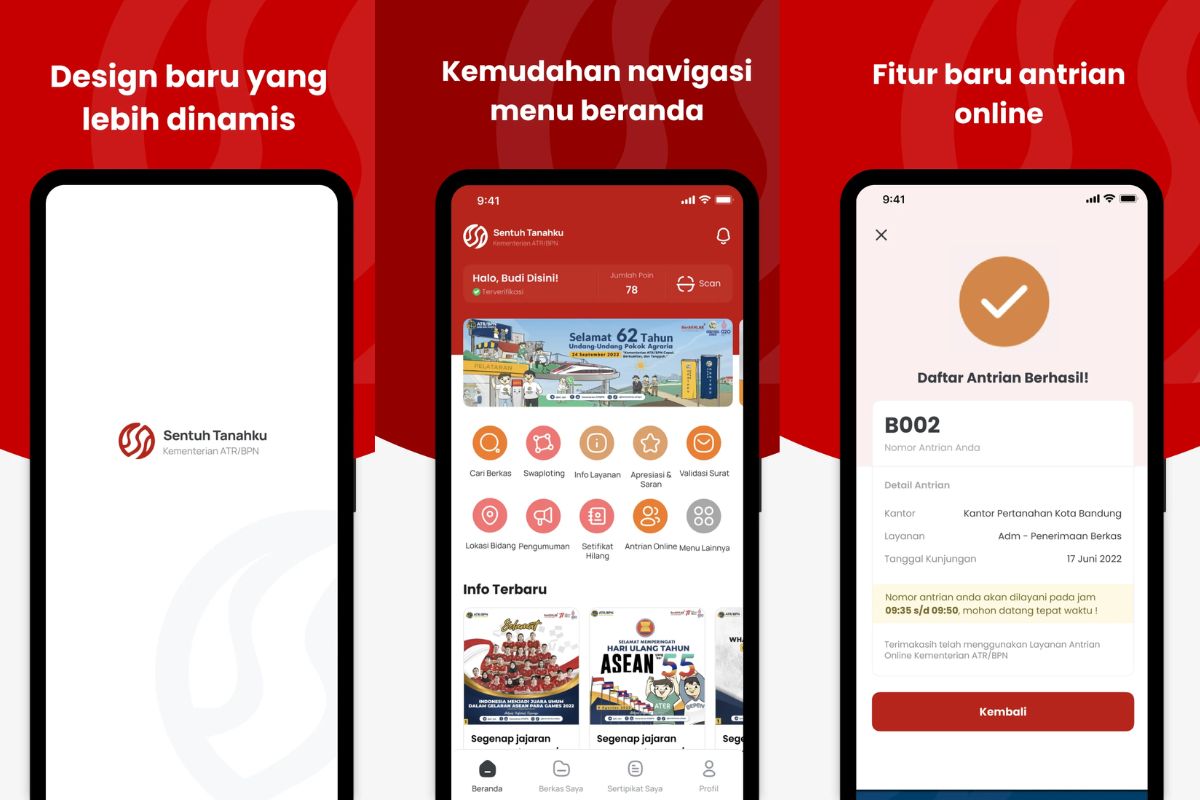 Design baru yang
lebih dinamis
Sentuh Tanahku
Kementerian ATR/BPN
Kemudahan navigasi
menu beranda
9:41
Sentuh Tanahku
Kementerian ATR/BPN
Halo, Budi Disini!
Terverifikasi
Jumlah Poin
78
Scan
ATR/BPN
Selamat 62 Tahun
Undang-Undang Pokok Agraria
24 September 2022
PELATARAN
Cari Berkas
Swaploting
Info Layanan
Apresiasi &
Saran
Validasi Surat
Lokasi Bidang
Pengumuman
Setifikat
Hilang
Antrian Online
Menu Lainnya
Info Terbaru
ATR/BPN
Selamat
INDONESIA MENJADI JUARA UMUM
DALAM GELARAN ASEAN PARA GAMES 2022
Segenap jajaran
ATR/BPN
SELAMAT MEMPERINGATI
HARI ULANG TAHUN
ASEAN
55
Segenap jajaran
Sege
Beranda
Berkas Saya
Sertipikat Saya
Profil
Fitur baru antrian
online
9:41
Daftar Antrian Berhasil!
B002
Nomor Antrian Anda
Detail Antrian
Kantor
Kantor Pertanahan Kota Bandung
Layanan
Adm - Penerimaan Berkas
Tanggal Kunjungan
17 Juni 2022
Nomor antrian anda akan dilayani pada jam
09:35 s/d 09:50, mohon datang tepat waktu !
Terimakasih telah menggunakan Layanan Antrian
Online Kementerian ATR/BPN
Kembali